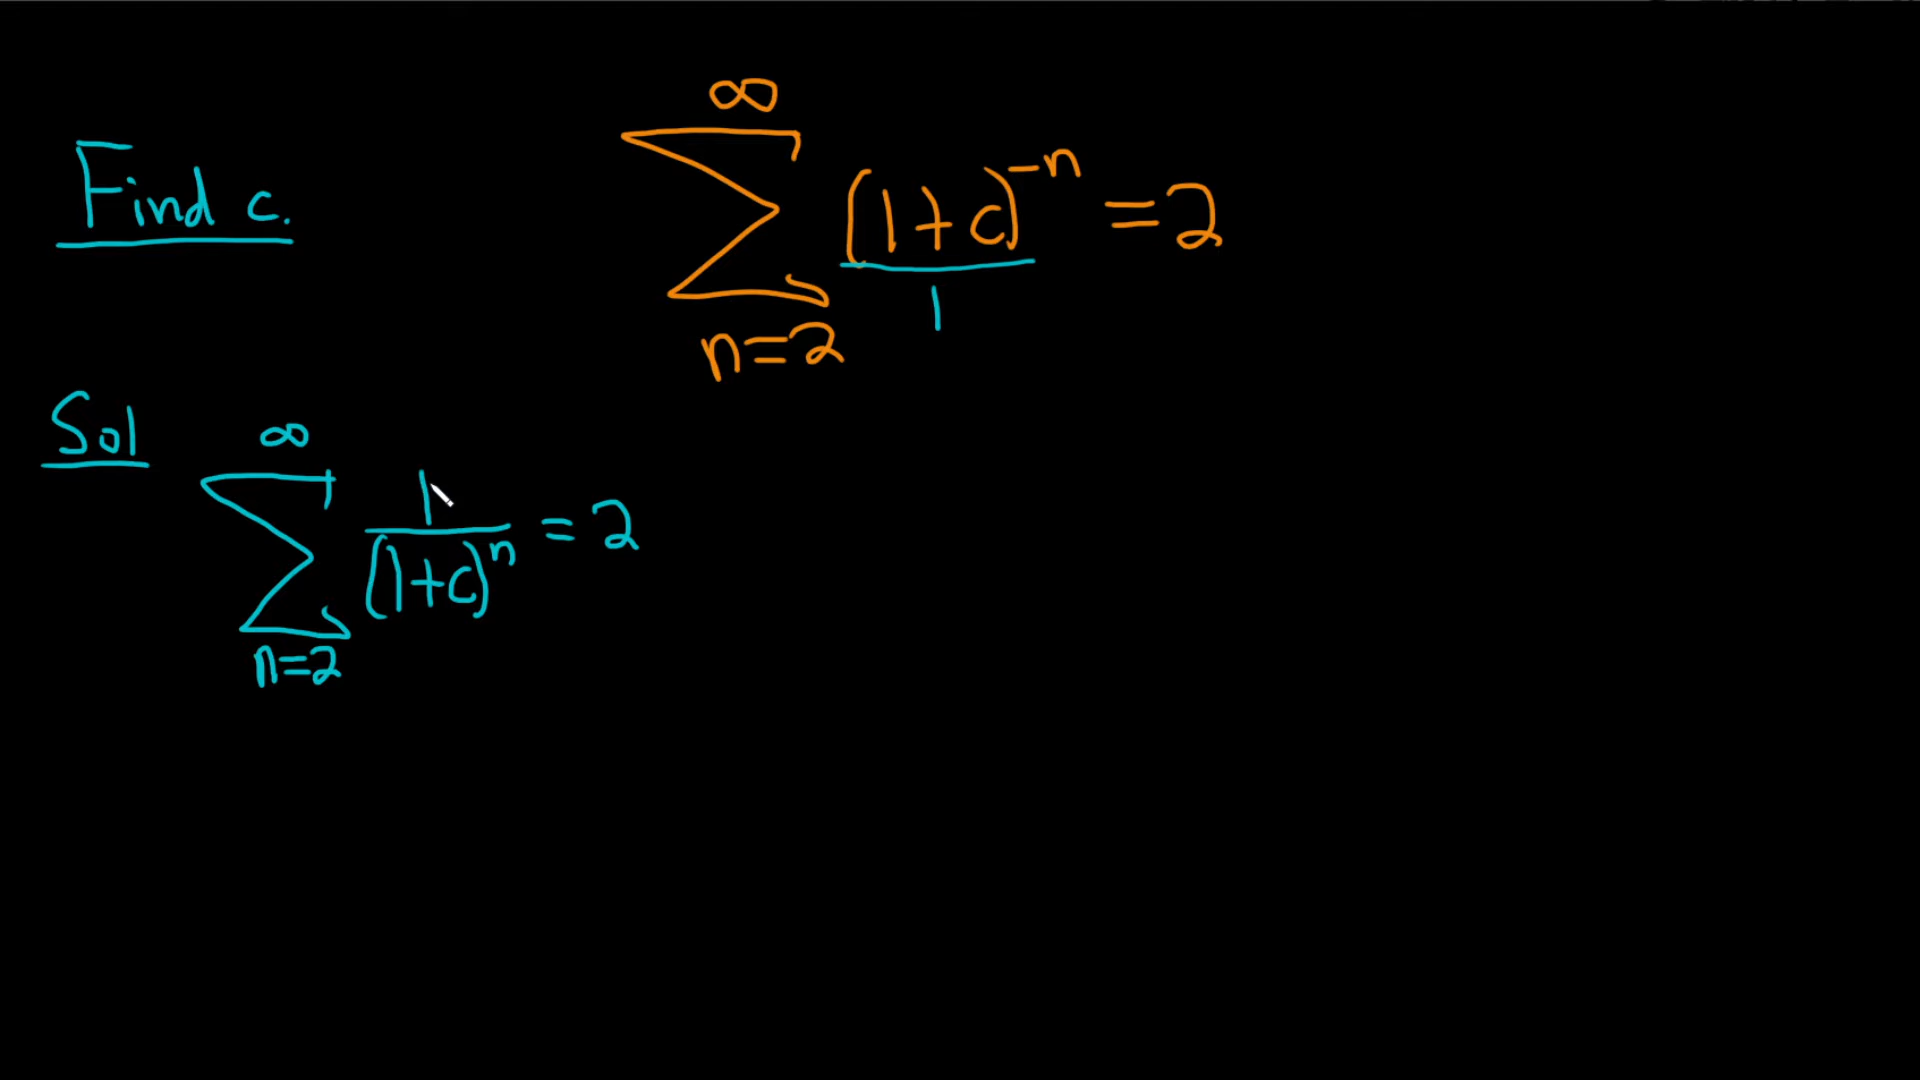 Find c.
∞
∑ (1+c)^{-n} = 2
1
n=2
Sol
∞
∑ 1/(1+c)^n = 2
n=2